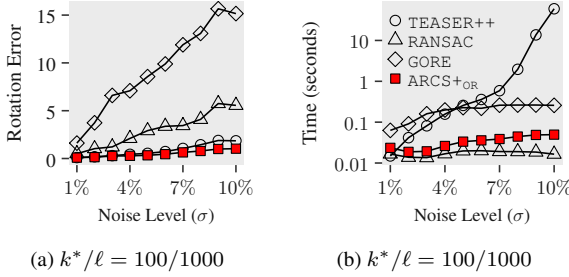 Rotation Error
15
10
5
0
1% 4% 7% 10%
Noise Level (σ)
(a) k*/ℓ = 100/1000
Time (seconds)
10
1
0.1
0.01
TEASER++
RANSAC
GORE
ARCS+OR
1% 4% 7% 10%
Noise Level (σ)
(b) k*/ℓ = 100/1000